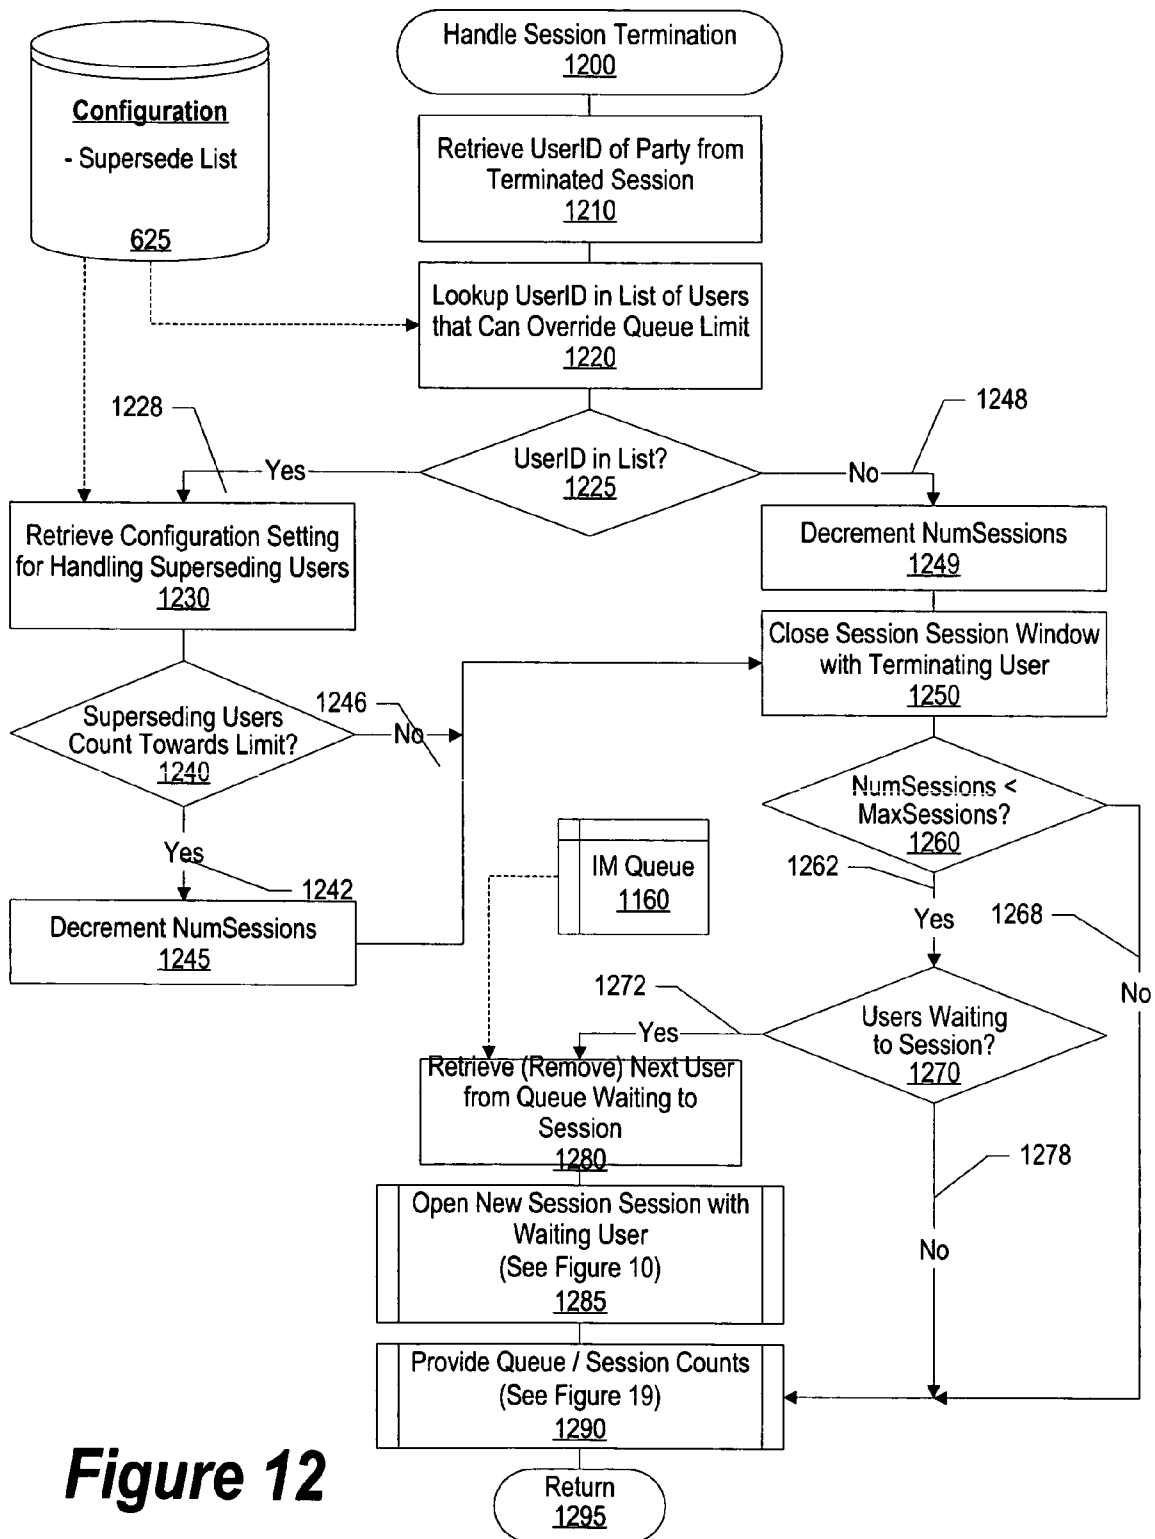 Handle Session Termination
1200
Configuration
- Supersede List
625
Retrieve UserID of Party from
Terminated Session
1210
Lookup UserID in List of Users
that Can Override Queue Limit
1220
1228
1248
UserID in List?
1225
Yes
No
Retrieve Configuration Setting
for Handling Superseding Users
1230
Decrement NumSessions
1249
Close Session Session Window
with Terminating User
1250
1246
Superseding Users
Count Towards Limit?
1240
No
Yes
1242
Decrement NumSessions
1245
NumSessions <
MaxSessions?
1260
1262
Yes
1268
No
IM Queue
1160
1272
Yes
Users Waiting
to Session?
1270
1278
No
Retrieve (Remove) Next User
from Queue Waiting to
Session
1280
Open New Session Session with
Waiting User
(See Figure 10)
1285
Provide Queue / Session Counts
(See Figure 19)
1290
Return
1295
Figure 12